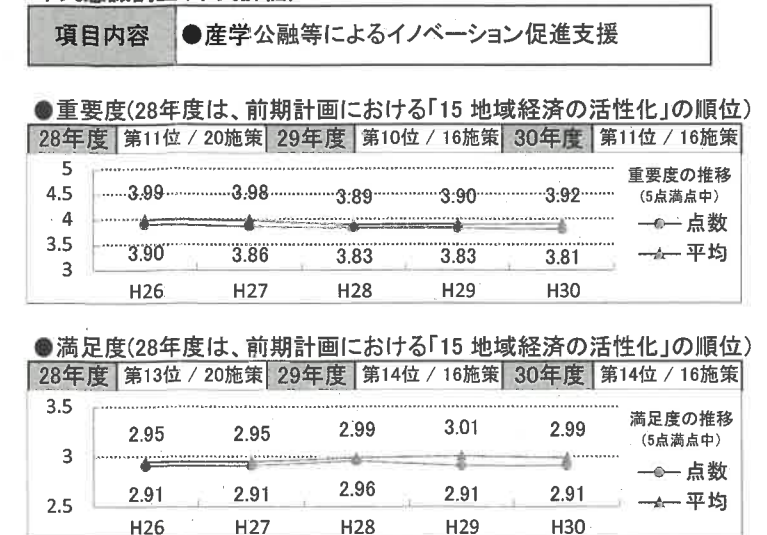 項目内容 ●産学公融等によるイノベーション促進支援
●重要度(28年度は、前期計画における「15 地域経済の活性化」の順位)
28年度 第11位 / 20施策 29年度 第10位 / 16施策 30年度 第11位 / 16施策
重要度の推移
(5点満点中)
点数
平均
5
4.5
4
3.5
3
3.99 3.98 3.89 3.90 3.92
3.90 3.86 3.83 3.83 3.81
H26 H27 H28 H29 H30
●満足度(28年度は、前期計画における「15 地域経済の活性化」の順位)
28年度 第13位 / 20施策 29年度 第14位 / 16施策 30年度 第14位 / 16施策
満足度の推移
(5点満点中)
点数
平均
3.5
3
2.5
2.95 2.95 2.99 3.01 2.99
2.91 2.91 2.96 2.91 2.91
H26 H27 H28 H29 H30